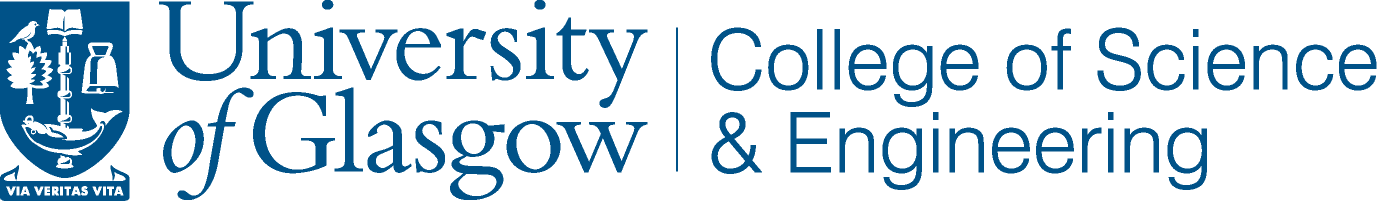 University
of Glasgow
College of Science
& Engineering
VIA VERITAS VITA